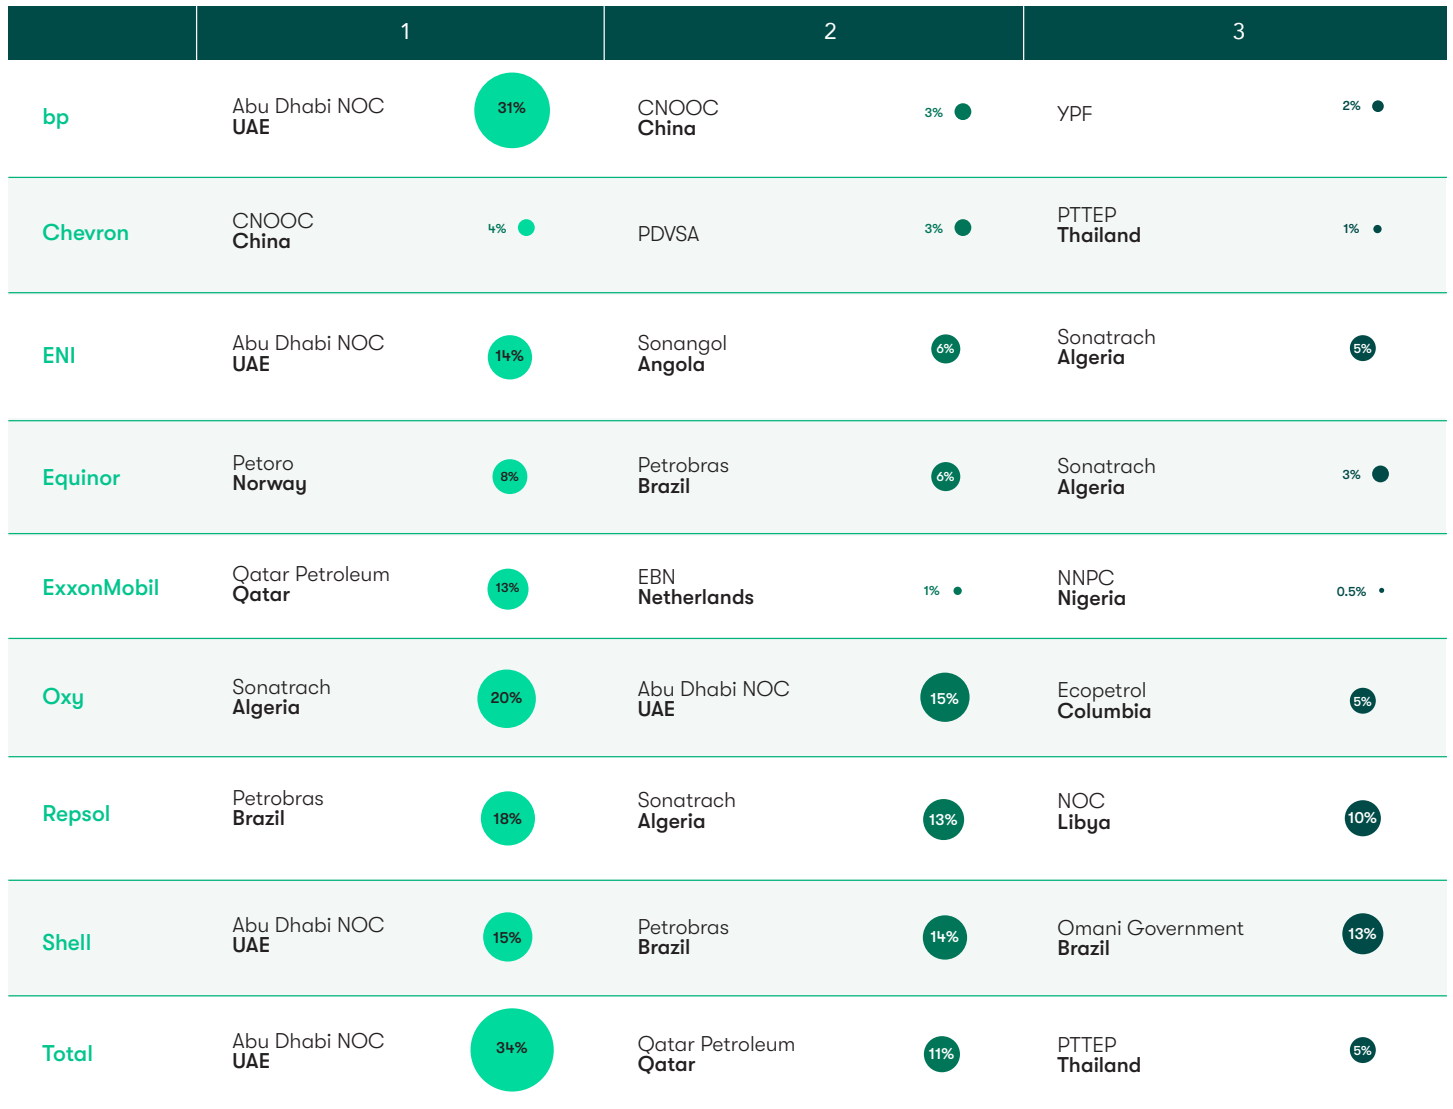 1
2
3
bp
Abu Dhabi NOC
UAE
31%
CNOOC
China
3%
YPF
2%
Chevron
CNOOC
China
4%
PDVSA
3%
PTTEP
Thailand
1%
ENI
Abu Dhabi NOC
UAE
14%
Sonangol
Angola
6%
Sonatrach
Algeria
5%
Equinor
Petoro
Norway
8%
Petrobras
Brazil
6%
Sonatrach
Algeria
3%
ExxonMobil
Qatar Petroleum
Qatar
13%
EBN
Netherlands
1%
NNPC
Nigeria
0.5%
Oxy
Sonatrach
Algeria
20%
Abu Dhabi NOC
UAE
15%
Ecopetrol
Columbia
5%
Repsol
Petrobras
Brazil
18%
Sonatrach
Algeria
13%
NOC
Libya
10%
Shell
Abu Dhabi NOC
UAE
15%
Petrobras
Brazil
14%
Omani Government
Brazil
13%
Total
Abu Dhabi NOC
UAE
34%
Qatar Petroleum
Qatar
11%
PTTEP
Thailand
5%